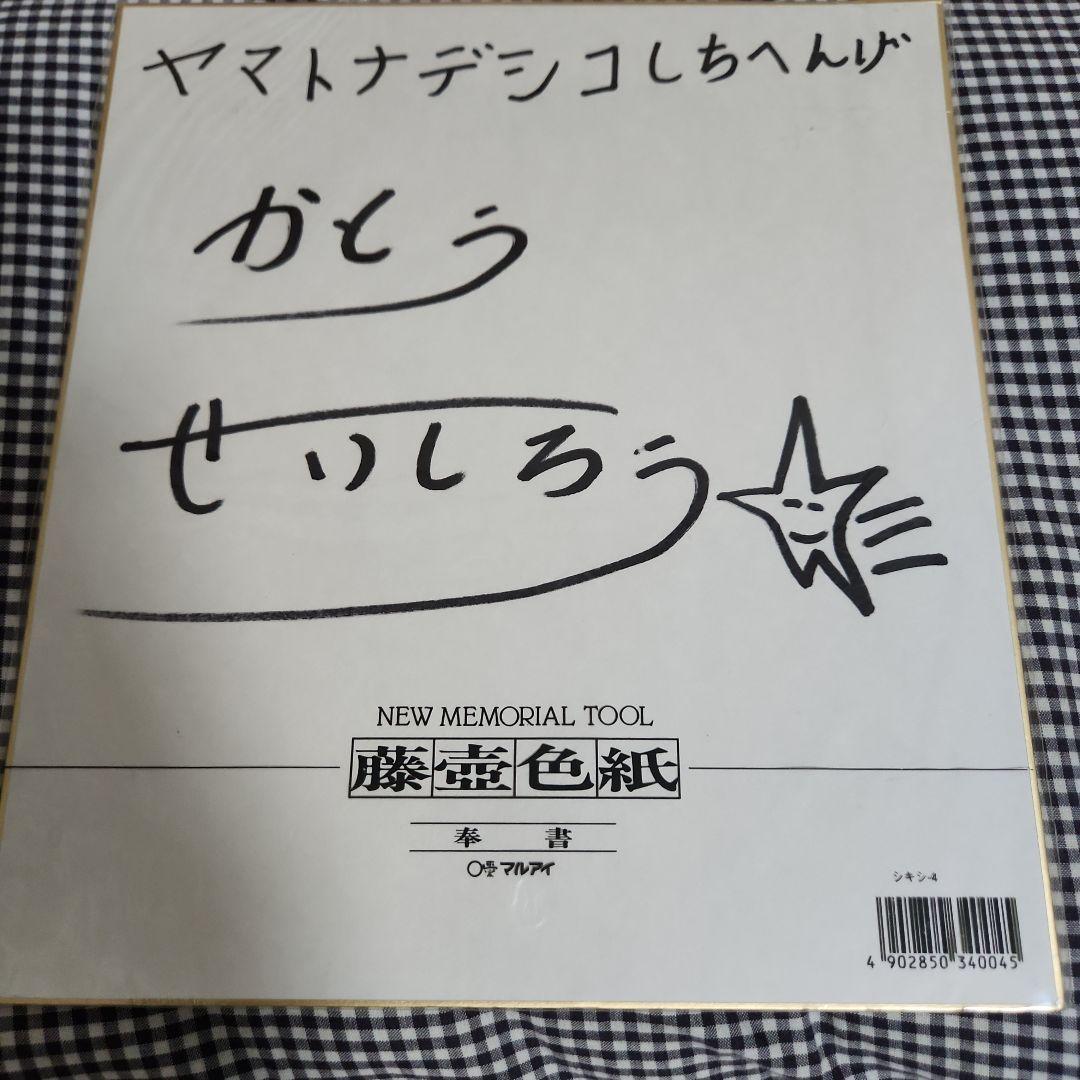 ヤマトナデシコしちへんげ
かとう
せいしろう
NEW MEMORIAL TOOL
藤壺色紙
奉書
マルアイ
シキシ-4
4 902850 340045